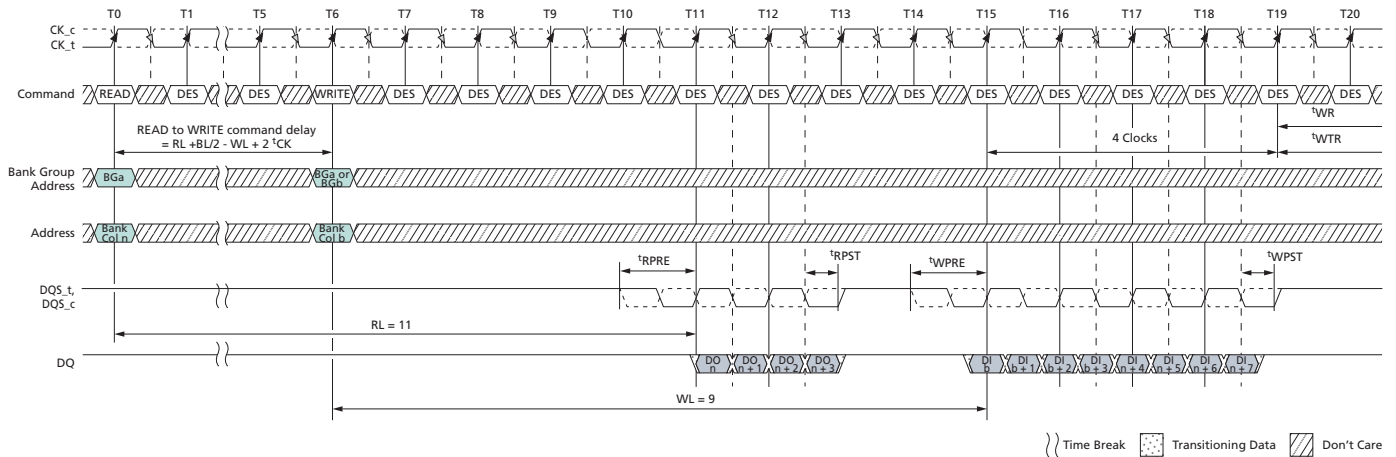 T0 T1 T5 T6 T7 T8 T9 T10 T11 T12 T13 T14 T15 T16 T17 T18 T19 T20
CK_c
CK_t
Command READ DES DES WRITE DES DES DES DES DES DES DES DES DES DES DES DES DES DES
READ to WRITE command delay
= RL +BL/2 - WL + 2 tCK
4 Clocks
tWR
tWTR
Bank Group
Address
BGa
BGa or
BGb
Address
Bank
Col n
Bank
Col b
tRPRE tRPST tWPRE tWPST
DQS_t,
DQS_c
RL = 11
DQ
DO
n
DO
n + 1
DO
n + 2
DO
n + 3
DI
b
DI
b + 1
DI
b + 2
DI
b + 3
DI
n + 4
DI
n + 5
DI
n + 6
DI
n + 7
WL = 9
Time Break Transitioning Data Don't Care